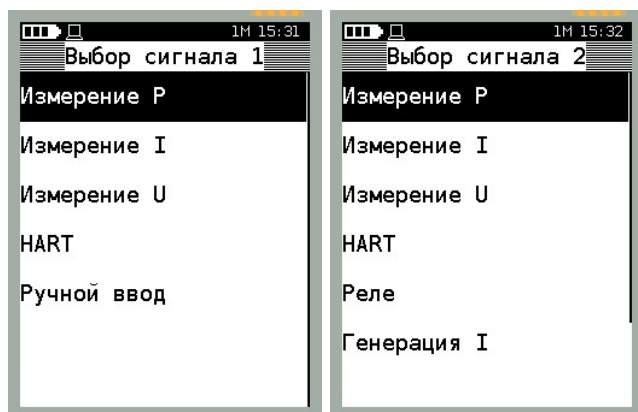 1М 15:31
Выбор сигнала 1
Измерение P
Измерение I
Измерение U
HART
Ручной ввод
1М 15:32
Выбор сигнала 2
Измерение P
Измерение I
Измерение U
HART
Реле
Генерация I